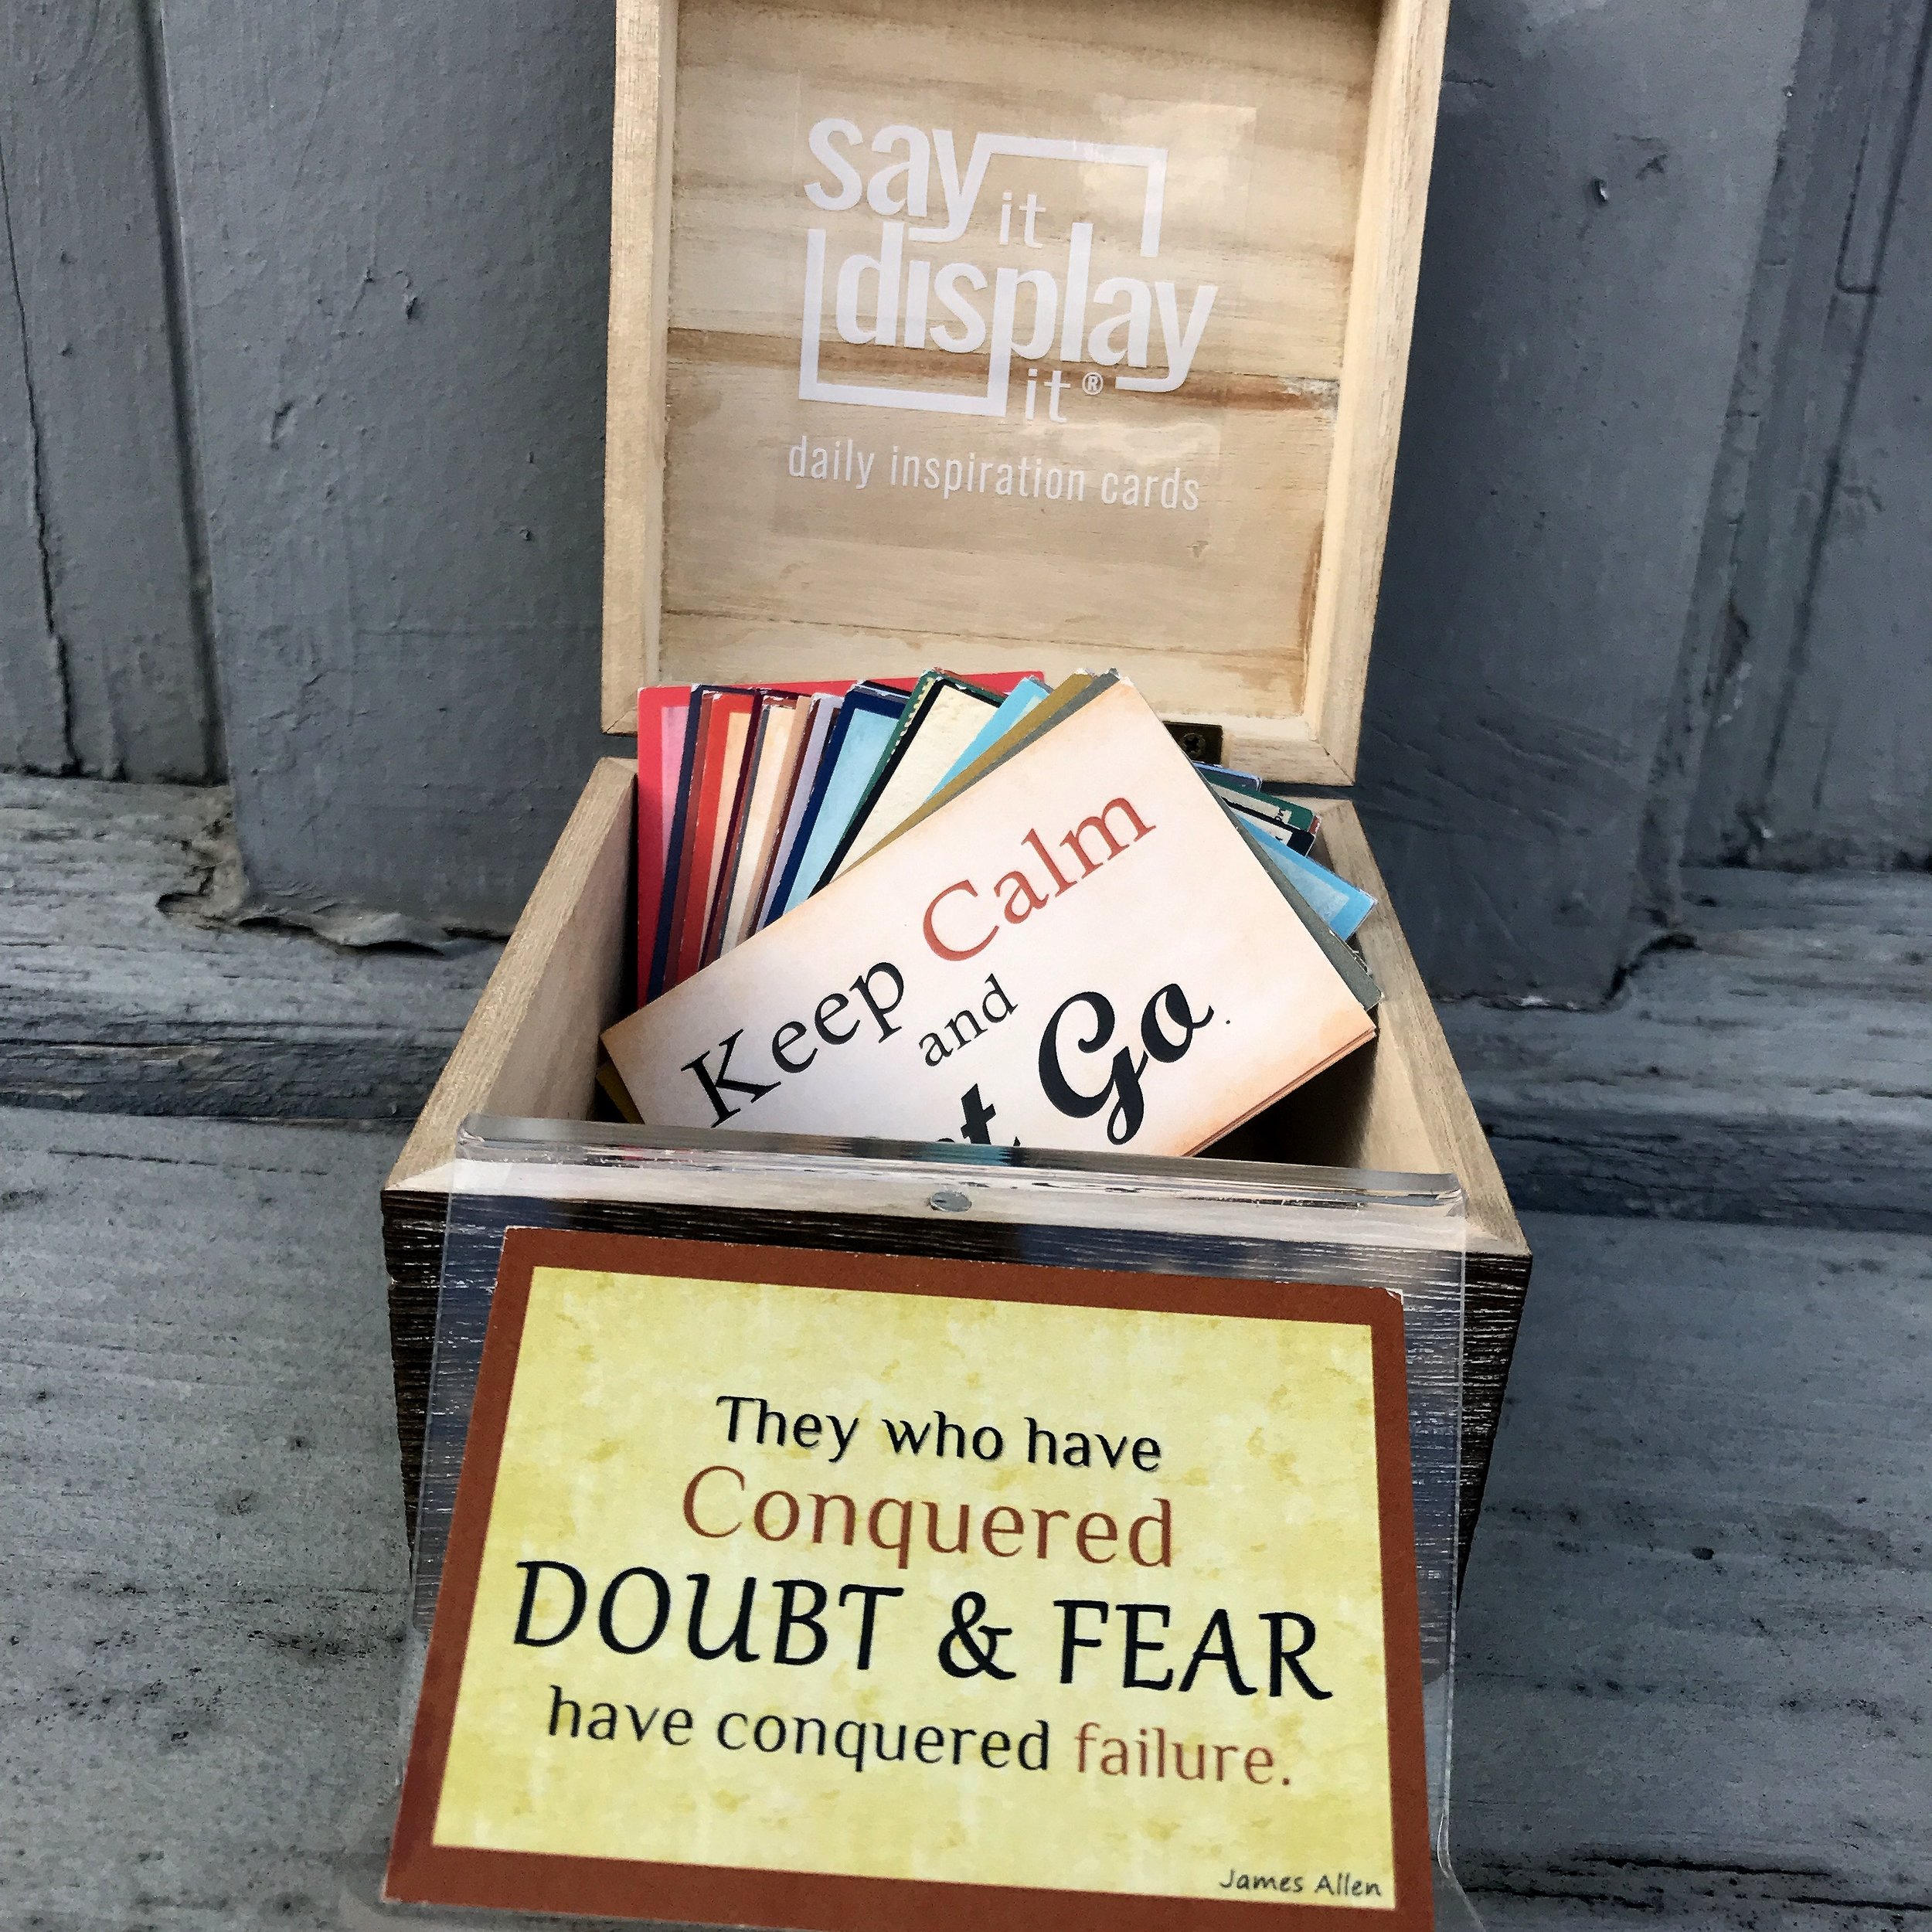 say it
display
it®
daily inspiration cards
Keep Calm
and
Go.
They who have
Conquered
DOUBT & FEAR
have conquered failure.
James Allen